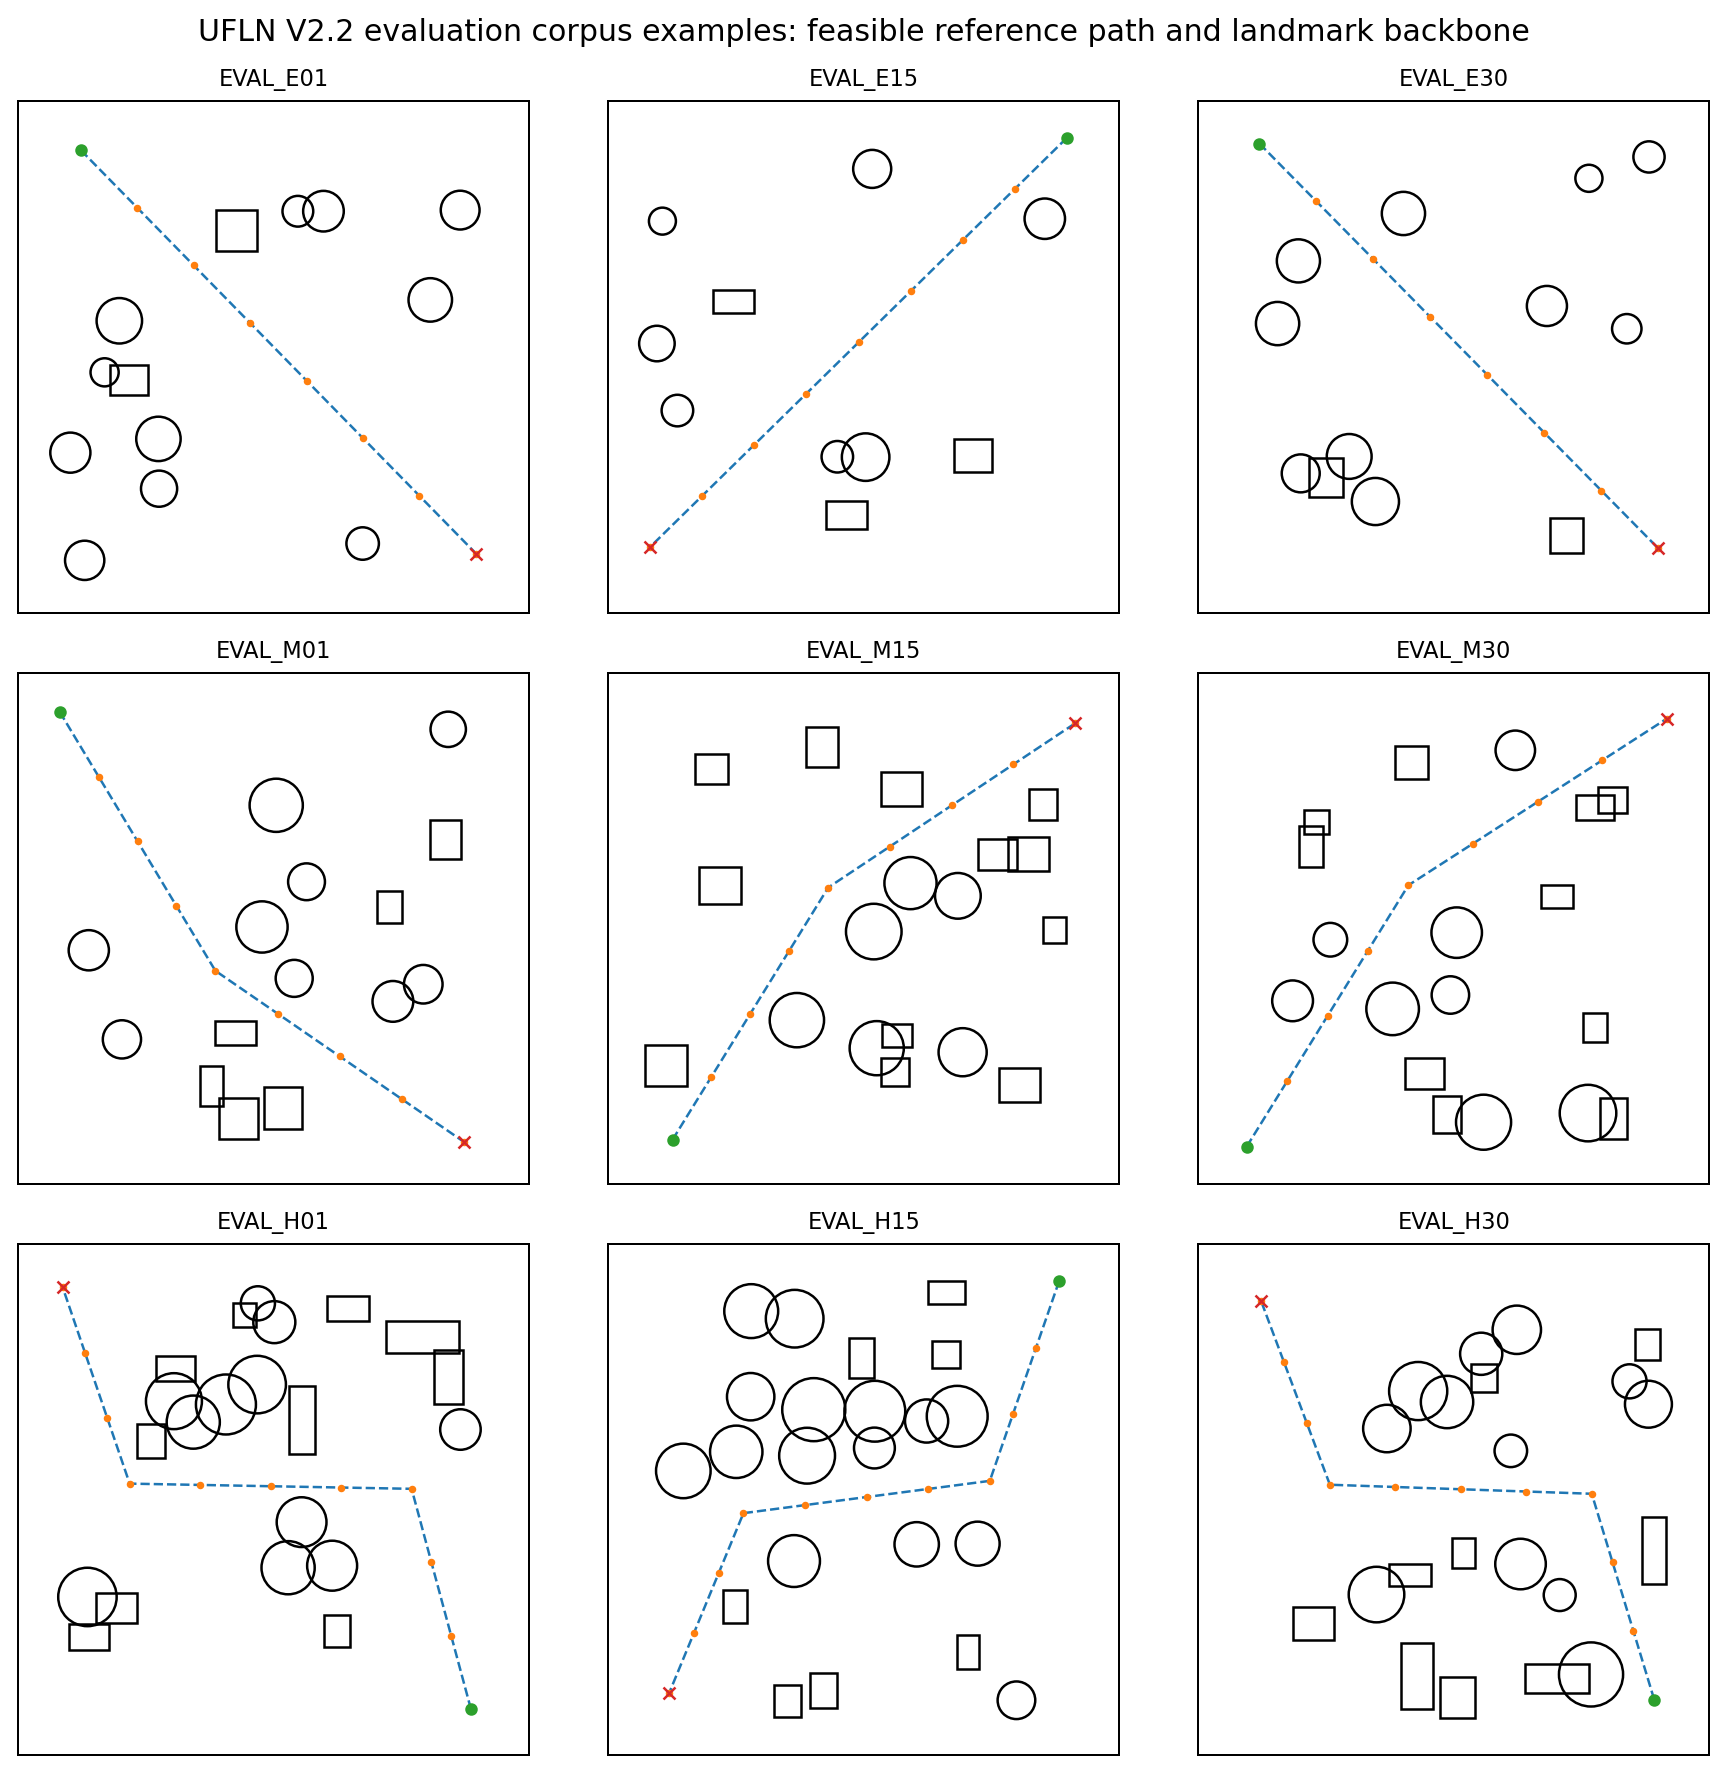 UFLN V2.2 evaluation corpus examples: feasible reference path and landmark backbone
EVAL_E01
EVAL_E15
EVAL_E30
EVAL_M01
EVAL_M15
EVAL_M30
EVAL_H01
EVAL_H15
EVAL_H30